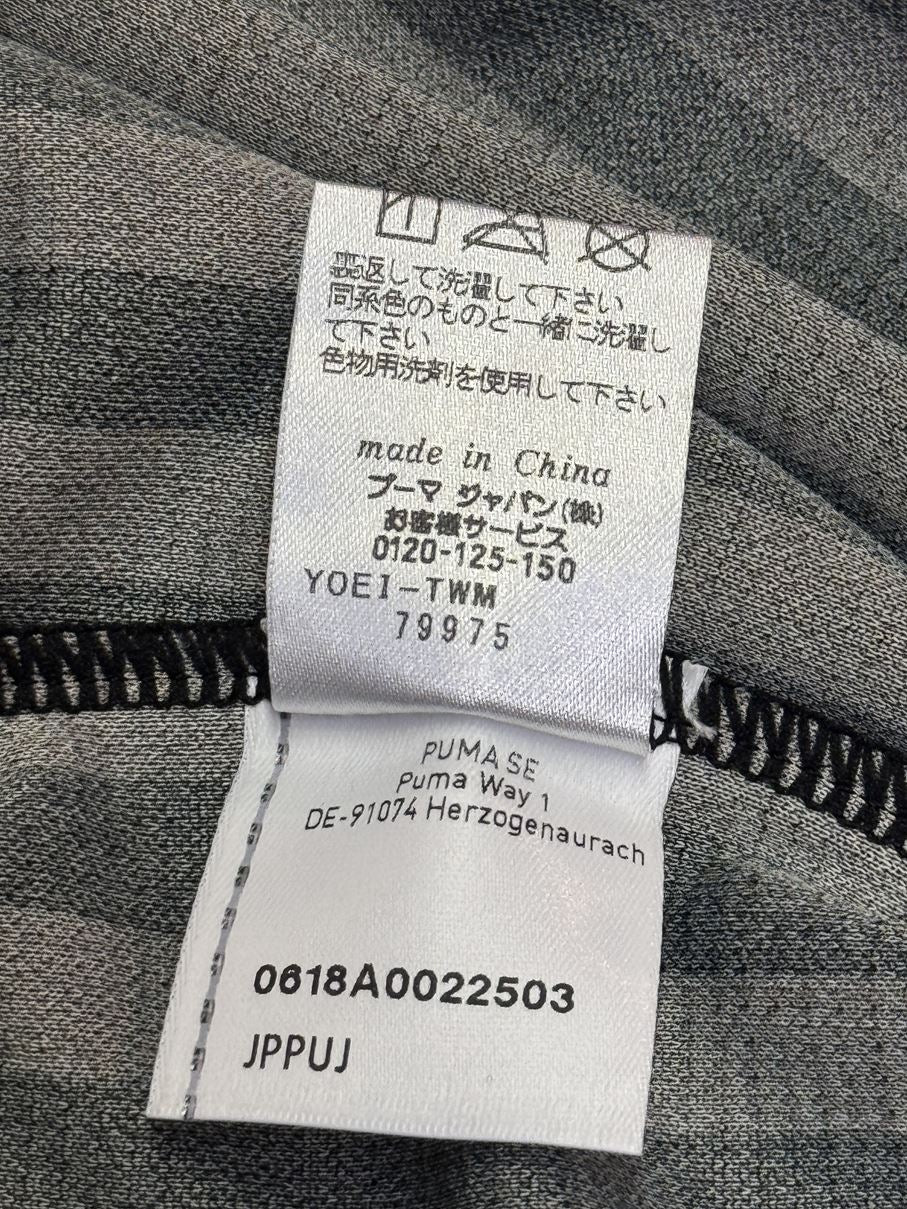 裏返して洗濯して下さい
同系色のものと一緒に洗濯し
て下さい
色物用洗剤を使用して下さい
made in China
プーマ ジャパン(株)
お客様サービス
0120-125-150
YOEI-TWM
79975
PUMA SE
Puma Way 1
DE-91074 Herzogenaurach
0618A0022503
JPPUJ